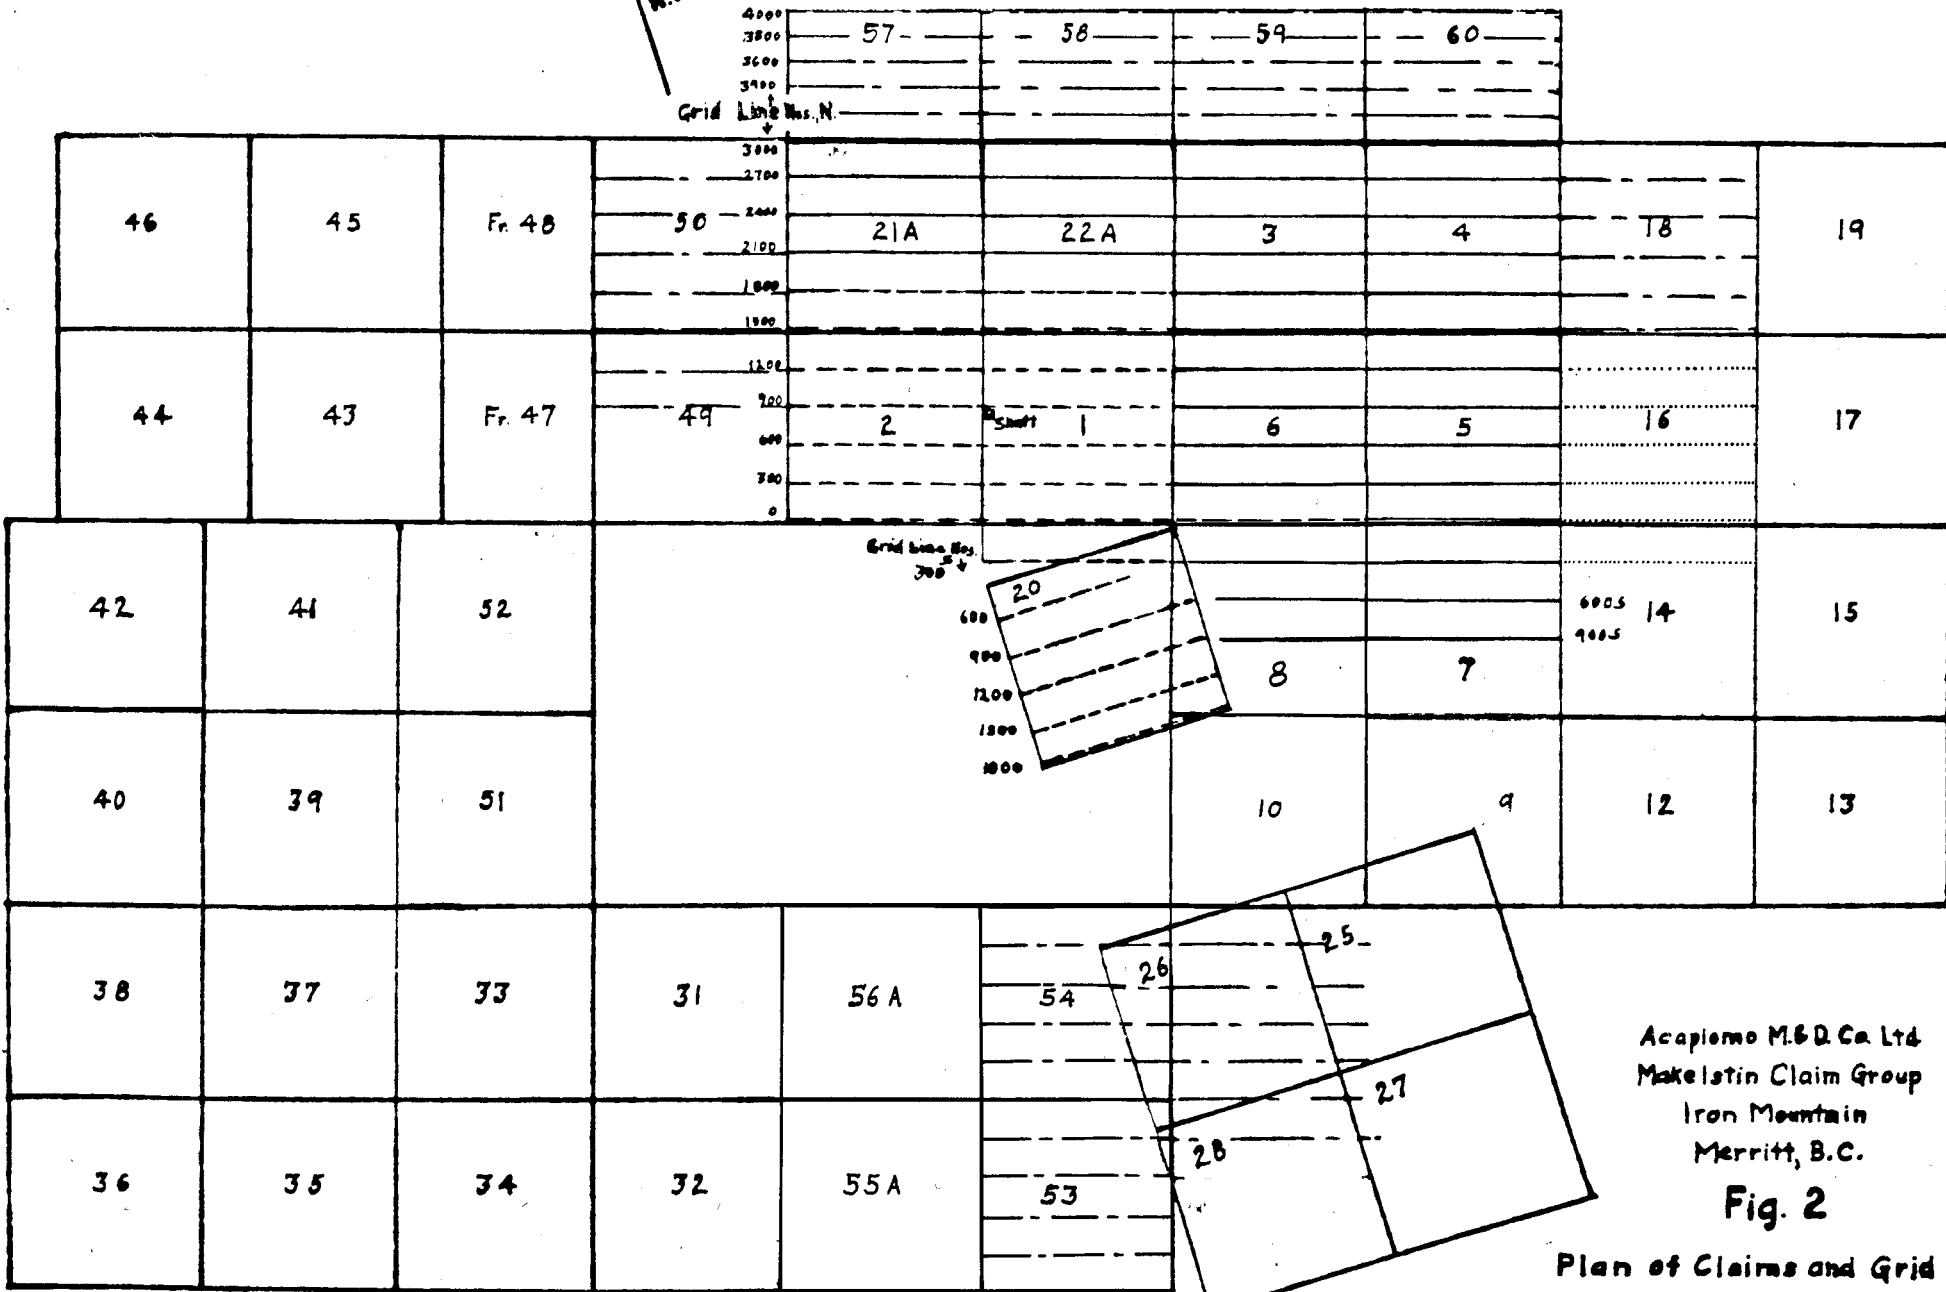 4000
57 58 59 60
3800
3600
3400
Grid Line Nos. N.
3000
2700
46 45 Fr. 48 50 2400 21A 22A 3 4 18 19
2100
1800
1500
1200
44 43 Fr. 47 49 900 2 Shaft 1 6 5 16 17
600
300
0
Grid Line Nos.
300 S
42 41 52 20 600 8 7 600S 14 15
900S
900
1200
1500
1800
40 39 51 10 9 12 13
38 37 33 31 56A 54 26 25
27
28
36 35 34 32 55A 53
Acaplomo M.& D. Co. Ltd
Makelstin Claim Group
Iron Mountain
Merritt, B.C.
Fig. 2
Plan of Claims and Grid